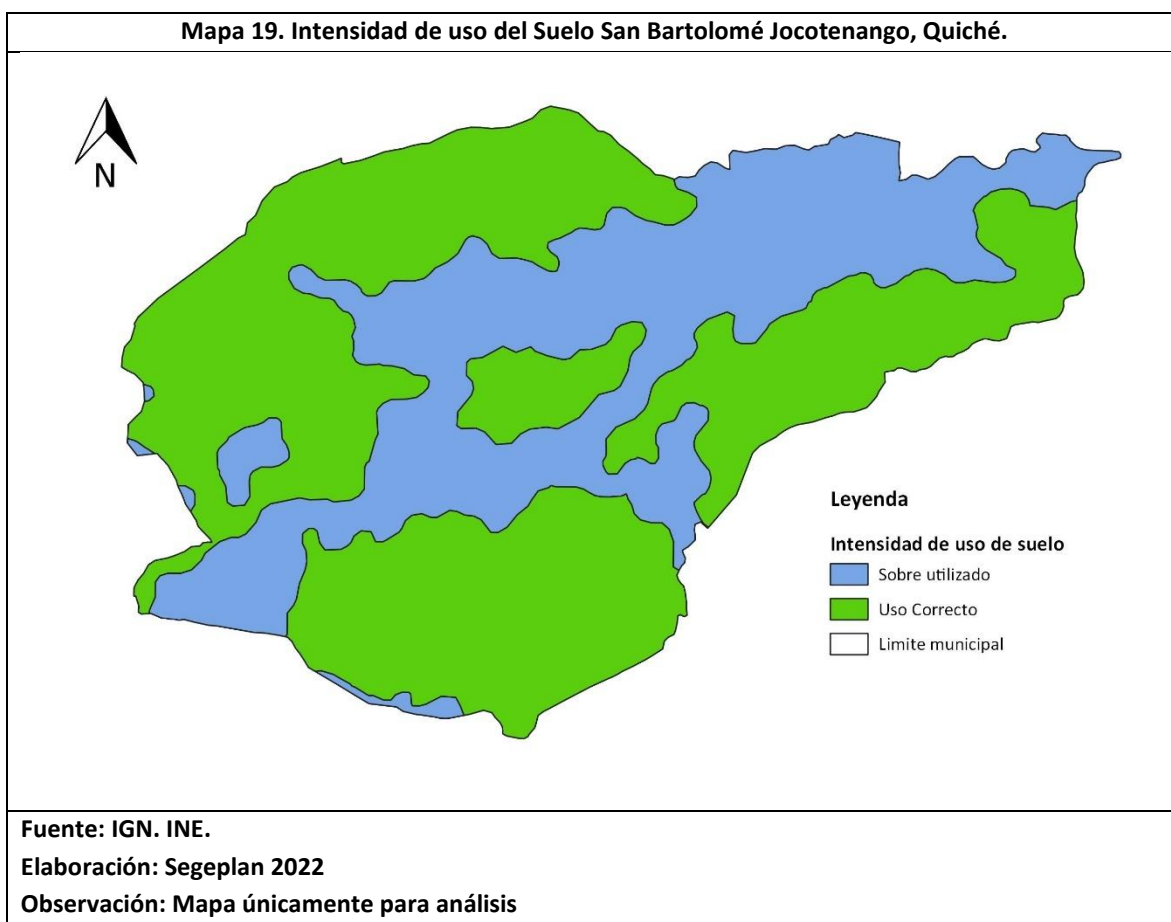 Mapa 19. Intensidad de uso del Suelo San Bartolomé Jocotenango, Quiché.
N
Leyenda
Intensidad de uso de suelo
Sobre utilizado
Uso Correcto
Limite municipal
Fuente: IGN. INE.
Elaboración: Segeplan 2022
Observación: Mapa únicamente para análisis